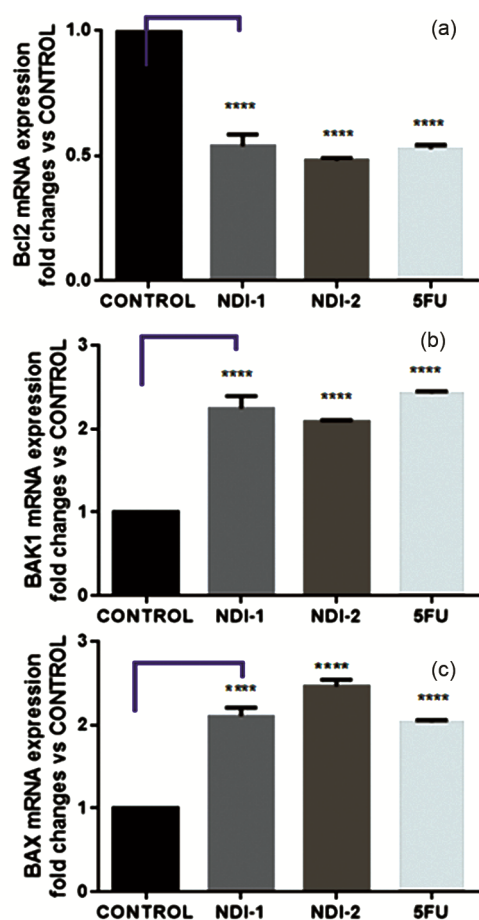 (a)
Bcl2 mRNA expression
fold changes vs CONTROL
1.0
0.5
0.0
****
****
****
CONTROL NDI-1 NDI-2 5FU
(b)
BAK1 mRNA expression
fold changes vs CONTROL
3
2
1
0
****
****
****
CONTROL NDI-1 NDI-2 5FU
(c)
BAX mRNA expression
fold changes vs CONTROL
3
2
1
0
****
****
****
CONTROL NDI-1 NDI-2 5FU